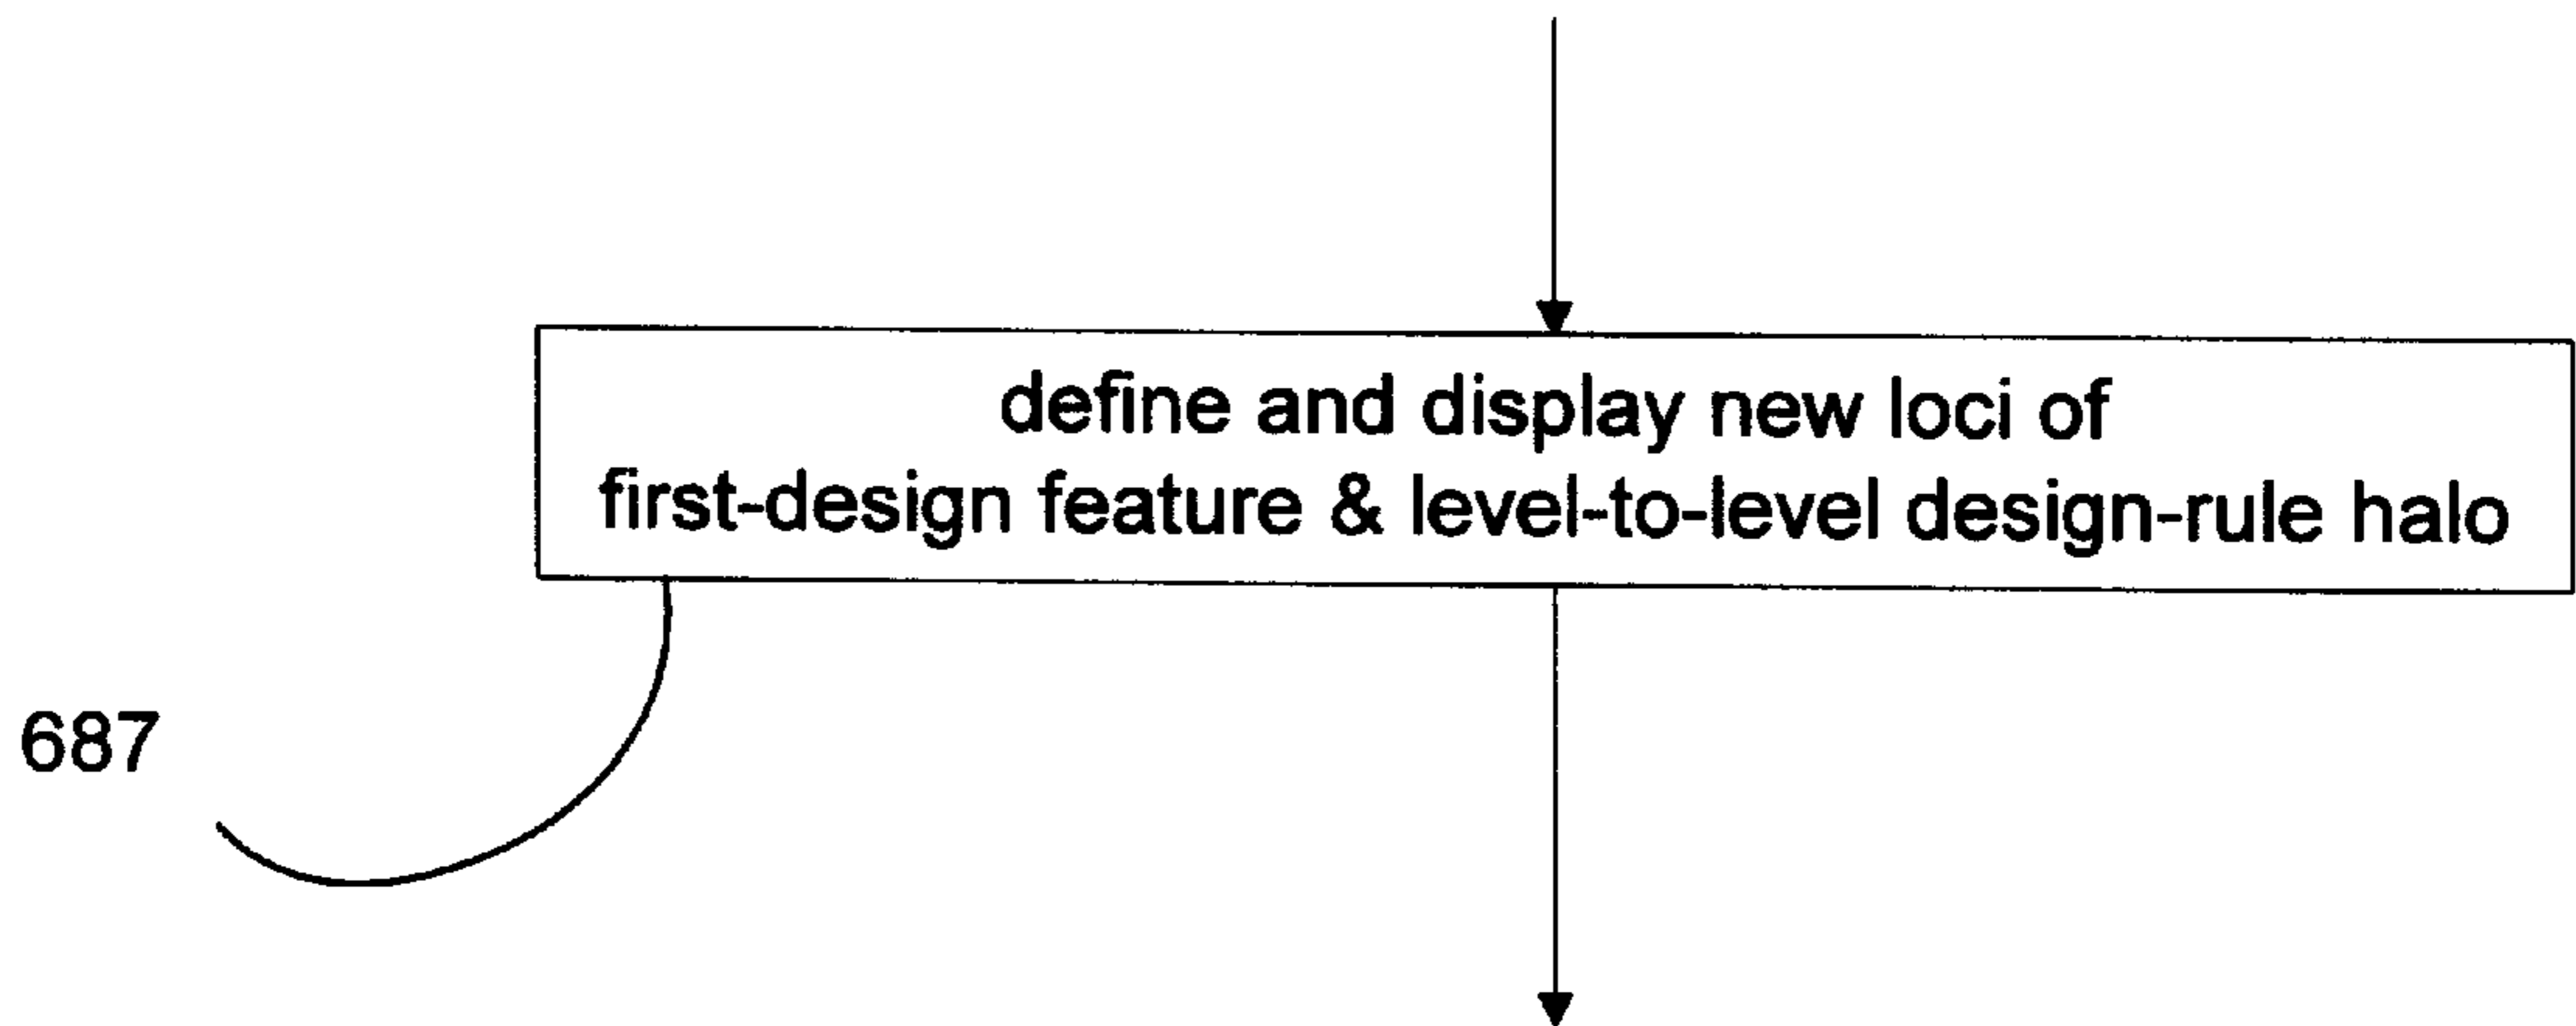 define and display new loci of
first-design feature & level-to-level design-rule halo
687